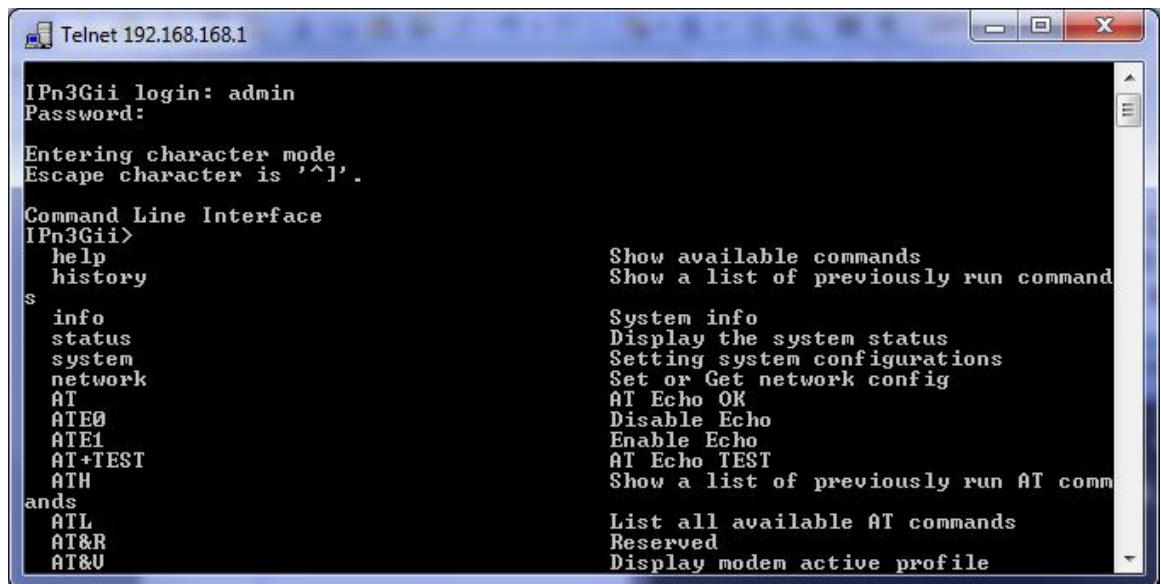 Telnet 192.168.168.1
IPn3Gii login: admin
Password:
Entering character mode
Escape character is '^]'.
Command Line Interface
IPn3Gii>
help Show available commands
history Show a list of previously run command
s
info System info
status Display the system status
system Setting system configurations
network Set or Get network config
AT AT Echo OK
ATE0 Disable Echo
ATE1 Enable Echo
AT+TEST AT Echo TEST
ATH Show a list of previously run AT comm
ands
ATL List all available AT commands
AT&R Reserved
AT&V Display modem active profile